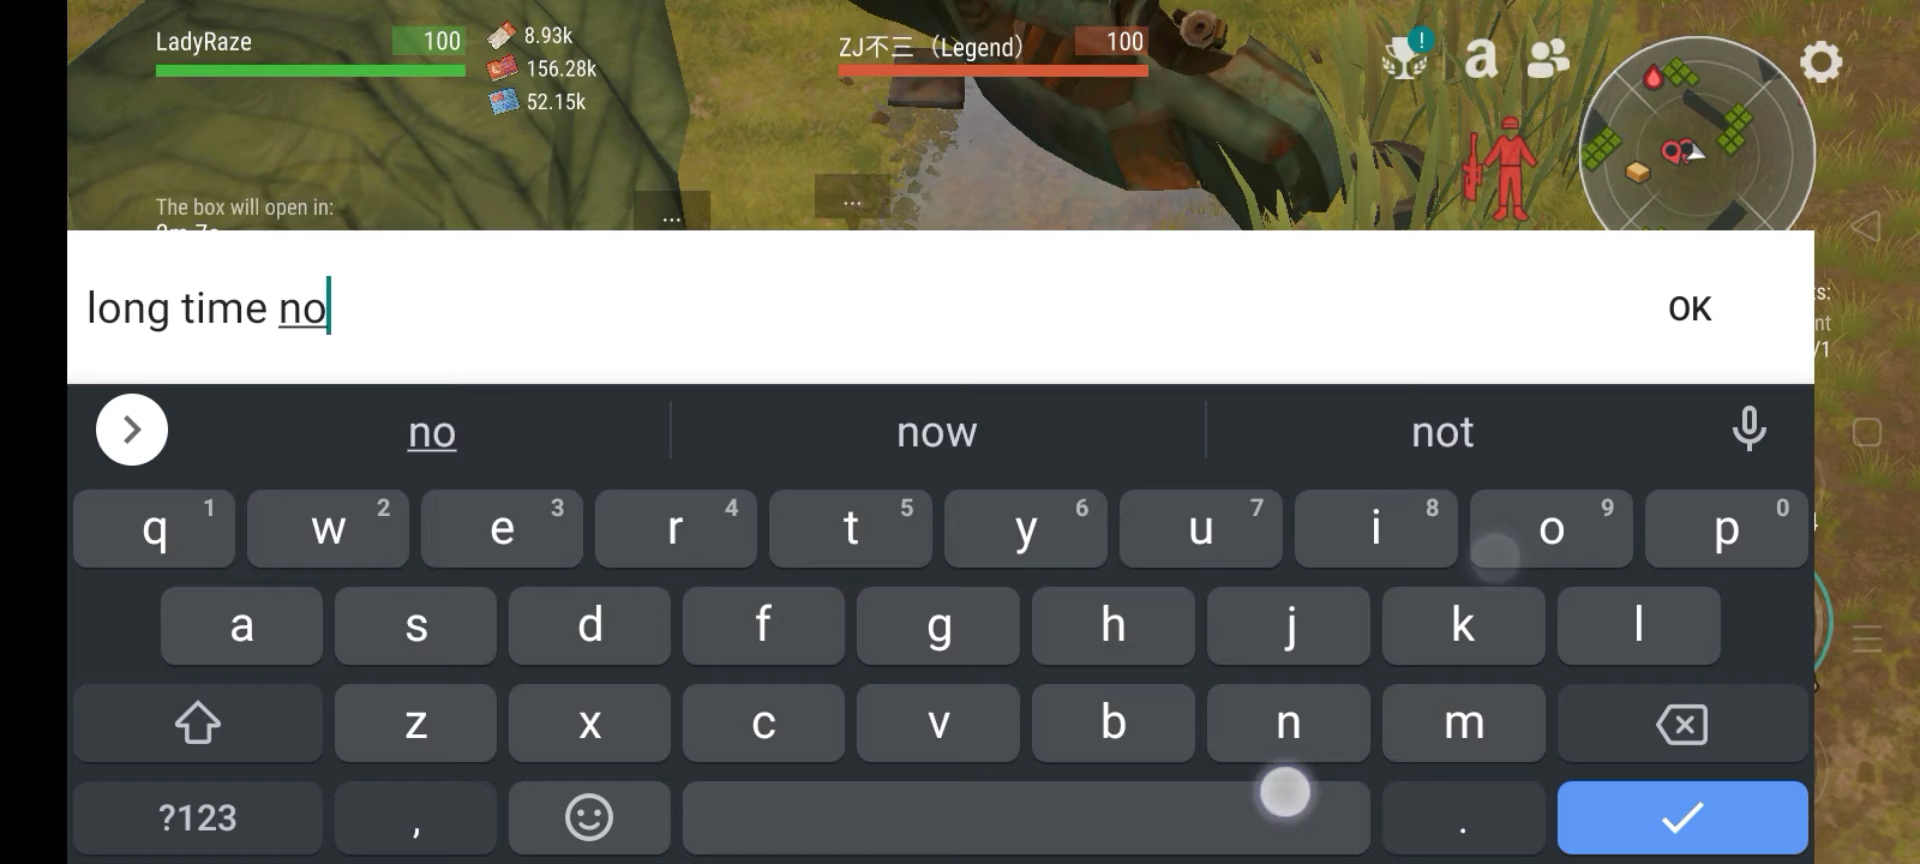 LadyRaze 100 8.93k
156.28k
52.15k
ZJ不三 (Legend) 100
!
a
The box will open in:
...
...
long time no
OK
/1
no now not
q 1 w 2 e 3 r 4 t 5 y 6 u 7 i 8 o 9 p 0
a s d f g h j k l
z x c v b n m
?123 , .